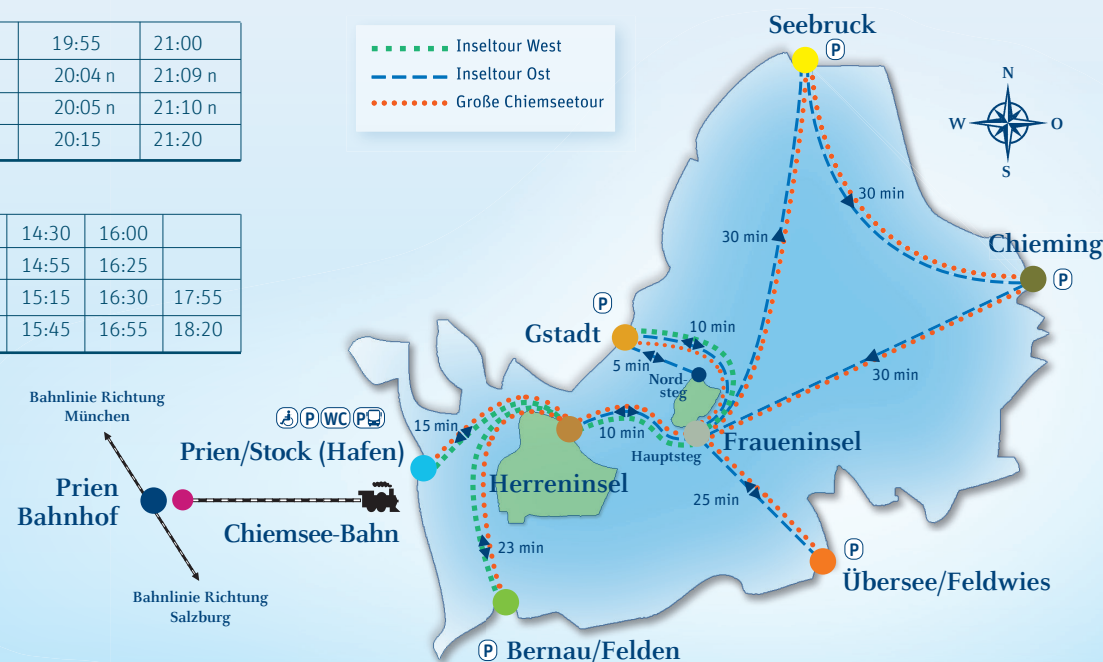 19:55 21:00
20:04 n 21:09 n
20:05 n 21:10 n
20:15 21:20
14:30 16:00
14:55 16:25
15:15 16:30 17:55
15:45 16:55 18:20
Inseltour West
Inseltour Ost
Große Chiemseetour
Seebruck
P
N
W O
S
30 min
30 min
Chieming
P
P
Gstadt
10 min
5 min
Nord-
steg
30 min
Bahnlinie Richtung
München
P WC P
15 min
Prien/Stock (Hafen)
10 min
Fraueninsel
Hauptsteg
Herreninsel
Prien
Bahnhof
Chiemsee-Bahn
25 min
23 min
P
Übersee/Feldwies
Bahnlinie Richtung
Salzburg
P Bernau/Felden